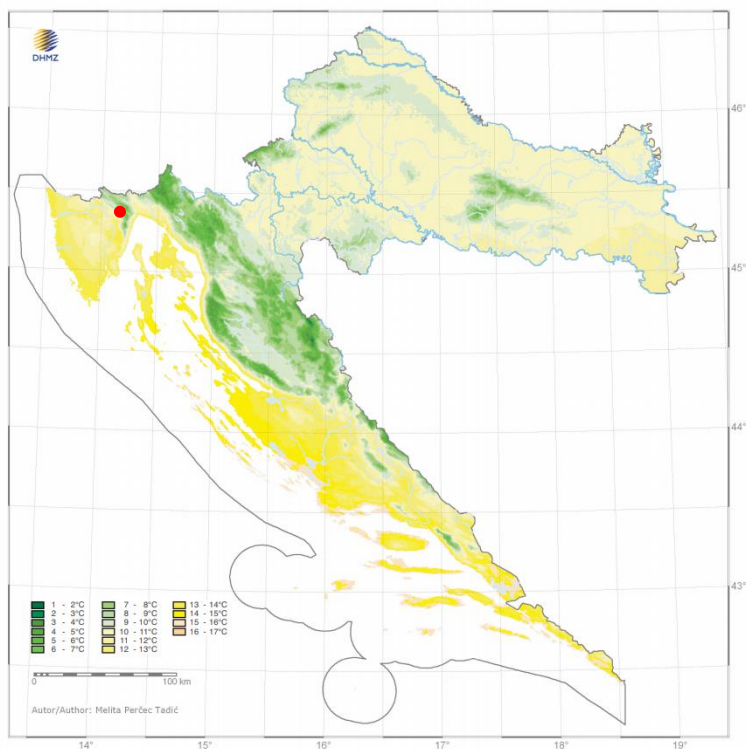 DHMZ
46°
45°
44°
43°
1 - 2°C
2 - 3°C
3 - 4°C
4 - 5°C
5 - 6°C
6 - 7°C
7 - 8°C
8 - 9°C
9 - 10°C
10 - 11°C
11 - 12°C
12 - 13°C
13 - 14°C
14 - 15°C
15 - 16°C
16 - 17°C
0 100 km
Autor/Author: Melita Perčec Tadić
14° 15° 16° 17° 18° 19°